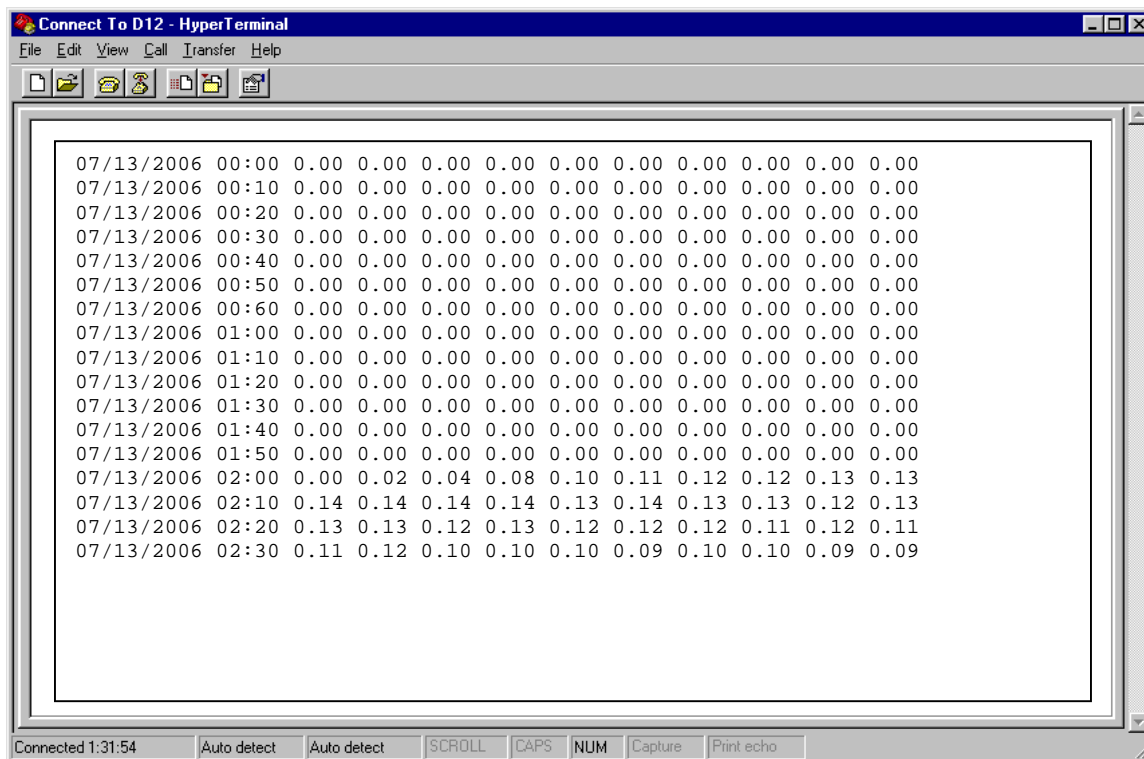 Connect To D12 - HyperTerminal
File Edit View Call Transfer Help
07/13/2006 00:00 0.00 0.00 0.00 0.00 0.00 0.00 0.00 0.00 0.00 0.00
07/13/2006 00:10 0.00 0.00 0.00 0.00 0.00 0.00 0.00 0.00 0.00 0.00
07/13/2006 00:20 0.00 0.00 0.00 0.00 0.00 0.00 0.00 0.00 0.00 0.00
07/13/2006 00:30 0.00 0.00 0.00 0.00 0.00 0.00 0.00 0.00 0.00 0.00
07/13/2006 00:40 0.00 0.00 0.00 0.00 0.00 0.00 0.00 0.00 0.00 0.00
07/13/2006 00:50 0.00 0.00 0.00 0.00 0.00 0.00 0.00 0.00 0.00 0.00
07/13/2006 00:60 0.00 0.00 0.00 0.00 0.00 0.00 0.00 0.00 0.00 0.00
07/13/2006 01:00 0.00 0.00 0.00 0.00 0.00 0.00 0.00 0.00 0.00 0.00
07/13/2006 01:10 0.00 0.00 0.00 0.00 0.00 0.00 0.00 0.00 0.00 0.00
07/13/2006 01:20 0.00 0.00 0.00 0.00 0.00 0.00 0.00 0.00 0.00 0.00
07/13/2006 01:30 0.00 0.00 0.00 0.00 0.00 0.00 0.00 0.00 0.00 0.00
07/13/2006 01:40 0.00 0.00 0.00 0.00 0.00 0.00 0.00 0.00 0.00 0.00
07/13/2006 01:50 0.00 0.00 0.00 0.00 0.00 0.00 0.00 0.00 0.00 0.00
07/13/2006 02:00 0.00 0.02 0.04 0.08 0.10 0.11 0.12 0.12 0.13 0.13
07/13/2006 02:10 0.14 0.14 0.14 0.14 0.13 0.14 0.13 0.13 0.12 0.13
07/13/2006 02:20 0.13 0.13 0.12 0.13 0.12 0.12 0.12 0.11 0.12 0.11
07/13/2006 02:30 0.11 0.12 0.10 0.10 0.10 0.09 0.10 0.10 0.09 0.09
Connected 1:31:54 Auto detect Auto detect SCROLL CAPS NUM Capture Print echo